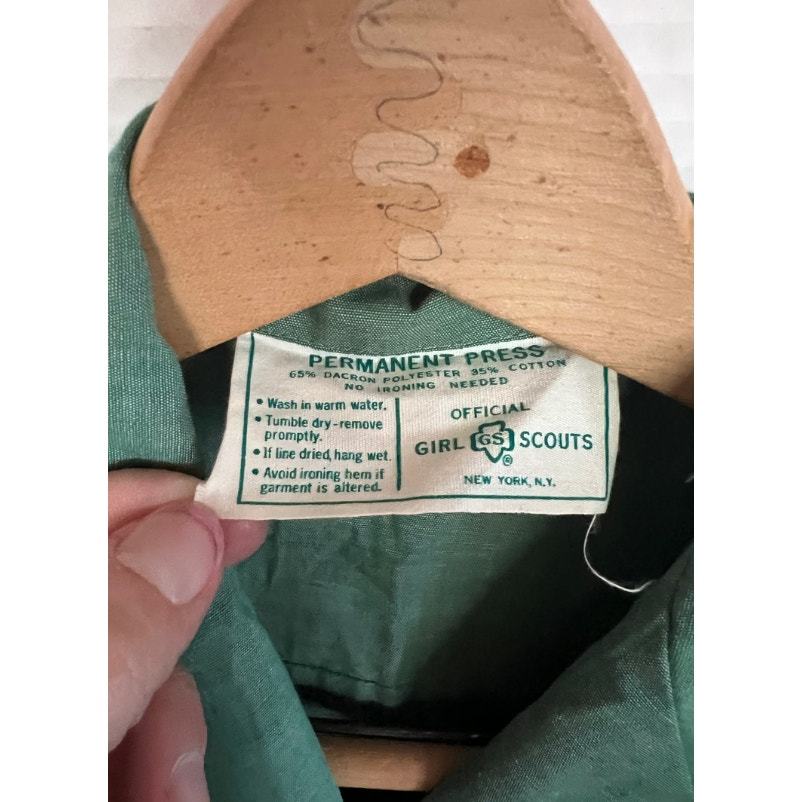 PERMANENT PRESS
65% DACRON POLYESTER 35% COTTON
NO IRONING NEEDED
• Wash in warm water.
• Tumble dry-remove
promptly.
• If line dried, hang wet.
• Avoid ironing hem if
garment is altered.
OFFICIAL
GIRL GS SCOUTS
®
NEW YORK, N.Y.